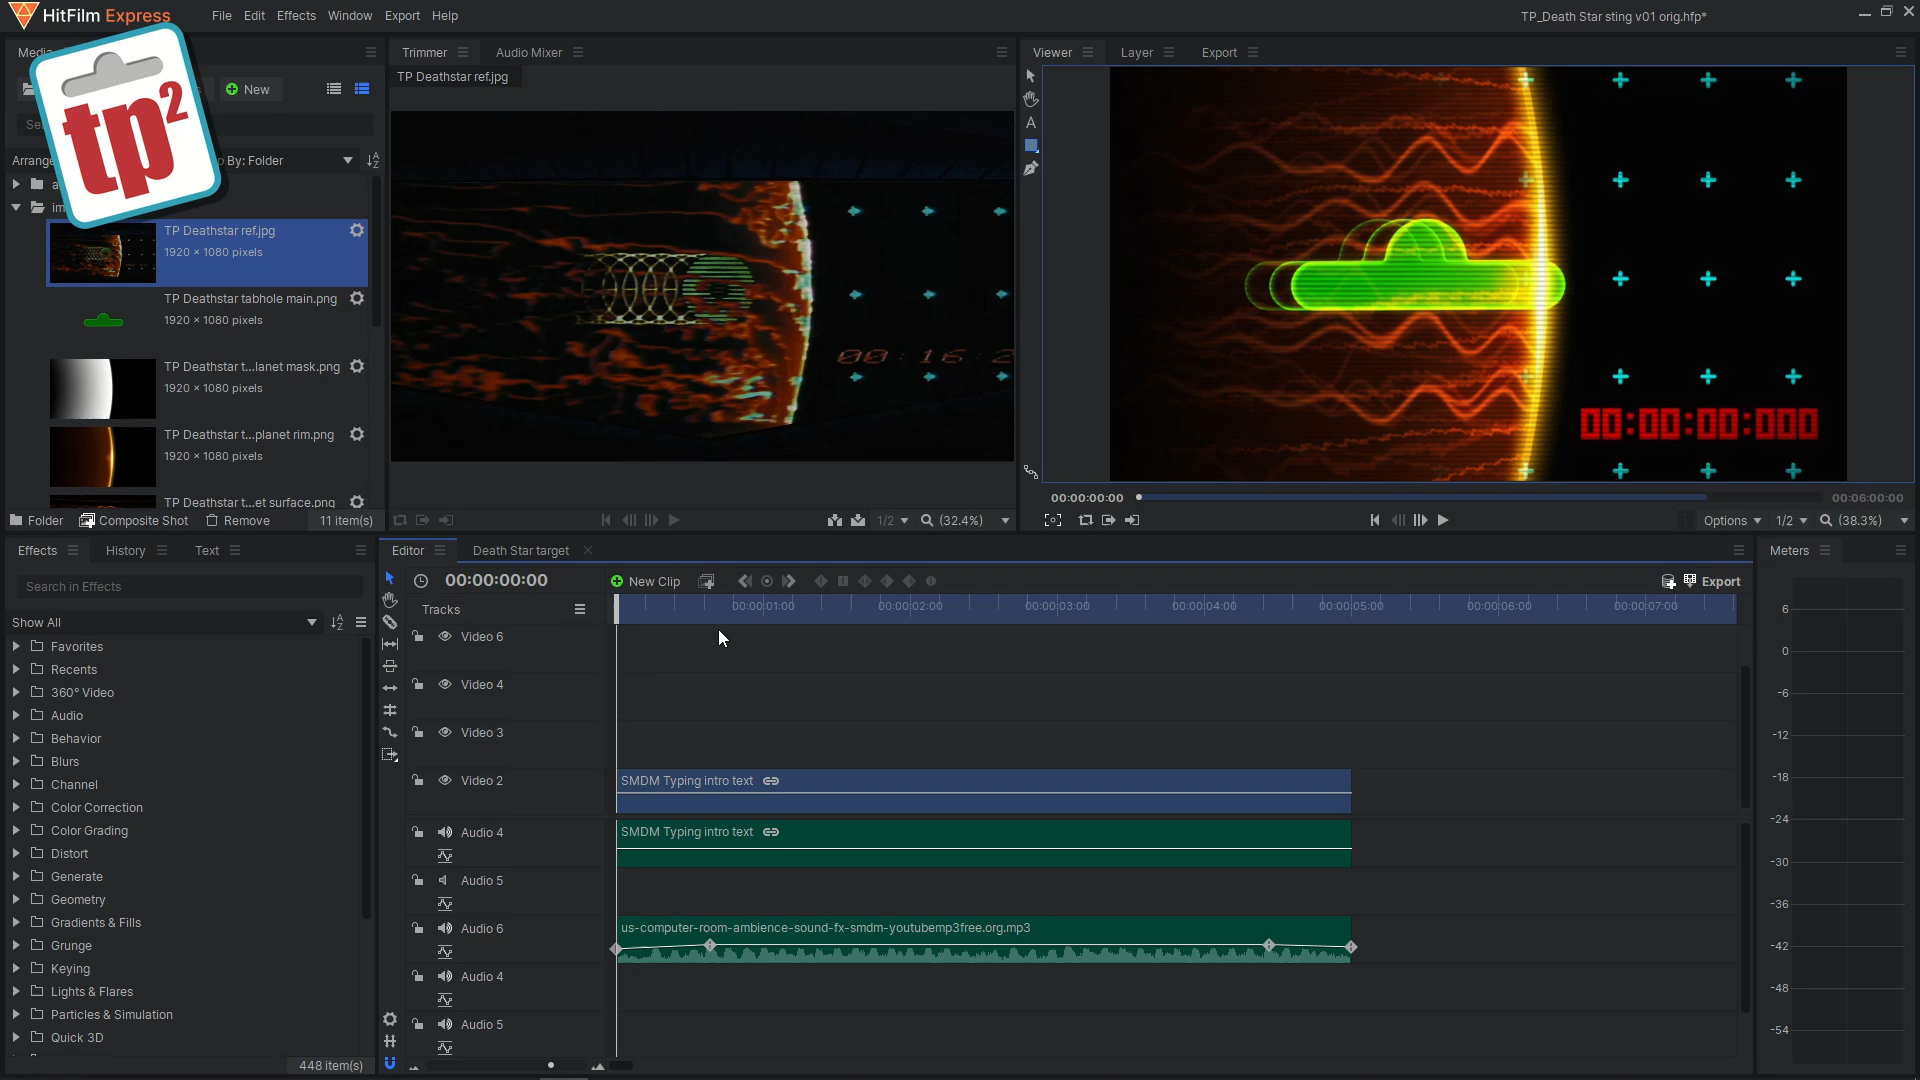 HitFilm Express
File Edit Effects Window Export Help
TP_Death Star sting v01 orig.hfp*
tp2
New
Arrange
By: Folder
TP Deathstar ref.jpg
1920 × 1080 pixels
TP Deathstar tabhole main.png
1920 × 1080 pixels
TP Deathstar t...lanet mask.png
1920 × 1080 pixels
TP Deathstar t...planet rim.png
1920 × 1080 pixels
TP Deathstar t...et surface.png
Folder Composite Shot Remove 11 item(s)
Trimmer Audio Mixer
TP Deathstar ref.jpg
00:16:2
1/2 (32.4%)
Viewer Layer Export
00:00:00:000
00:00:00:00 00:06:00:00
Options 1/2 (38.3%)
Effects History Text
Search in Effects
Show All
Favorites
Recents
360° Video
Audio
Behavior
Blurs
Channel
Color Correction
Color Grading
Distort
Generate
Geometry
Gradients & Fills
Grunge
Keying
Lights & Flares
Particles & Simulation
Quick 3D
448 item(s)
Editor Death Star target
00:00:00:00 New Clip Export
Tracks 00:00:01:00 00:00:02:00 00:00:03:00 00:00:04:00 00:00:05:00 00:00:06:00 00:00:07:00
Video 6
Video 4
Video 3
Video 2 SMDM Typing intro text
Audio 4 SMDM Typing intro text
Audio 5
Audio 6 us-computer-room-ambience-sound-fx-smdm-youtubemp3free.org.mp3
Audio 4
Audio 5
Meters
6
0
-6
-12
-18
-24
-30
-36
-42
-48
-54